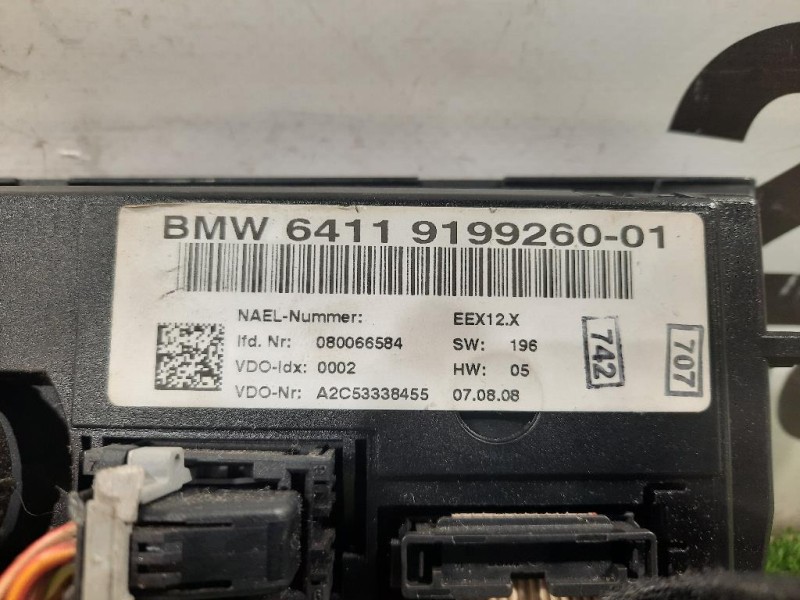 BMW 6411 9199260-01
NAEL-Nummer: EEX12.X
lfd. Nr: 080066584 SW: 196
VDO-Idx: 0002 HW: 05
VDO-Nr: A2C53338455 07.08.08
742
707
2